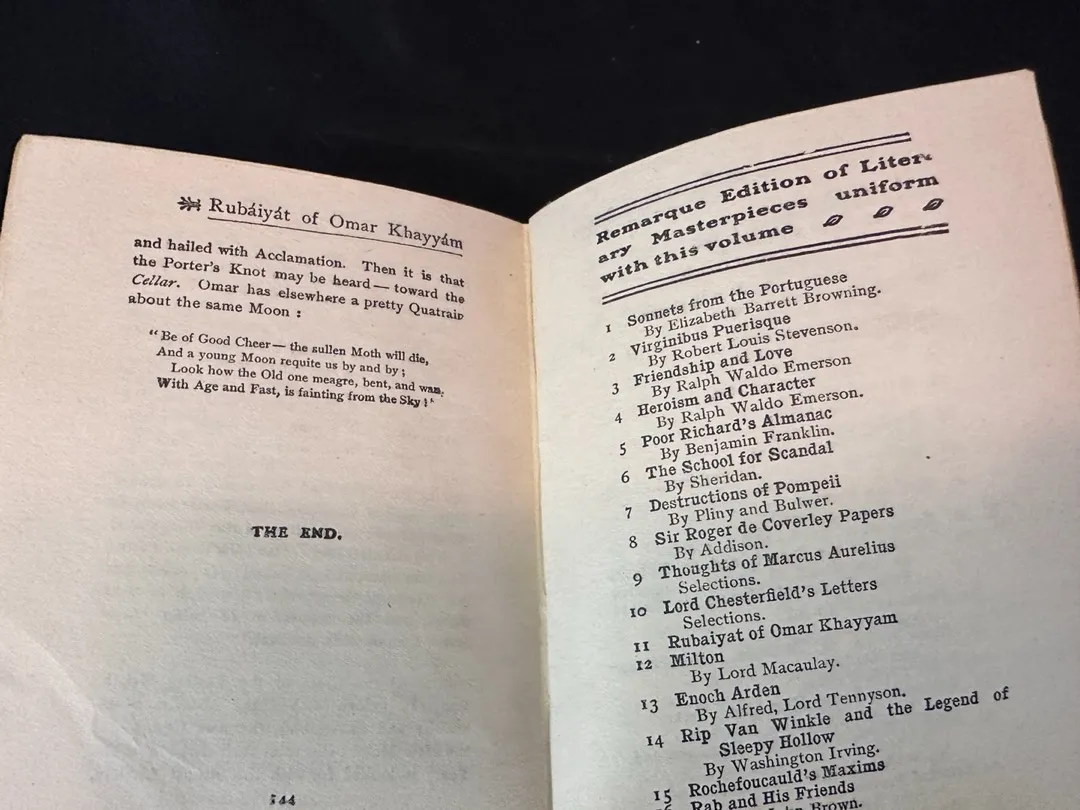 Rubáiyát of Omar Khayyám
and hailed with Acclamation. Then it is that
the Porter's Knot may be heard — toward the
Cellar. Omar has elsewhere a pretty Quatrain
about the same Moon :
"Be of Good Cheer — the sullen Moth will die,
And a young Moon requite us by and by ;
Look how the Old one meagre, bent, and wan,
With Age and Fast, is fainting from the Sky !"
THE END.
144
Remarque Edition of Liter-
ary Masterpieces uniform
with this volume
1 Sonnets from the Portuguese
By Elizabeth Barrett Browning.
2 Virginibus Puerisque
By Robert Louis Stevenson.
3 Friendship and Love
By Ralph Waldo Emerson
4 Heroism and Character
By Ralph Waldo Emerson.
5 Poor Richard's Almanac
By Benjamin Franklin.
6 The School for Scandal
By Sheridan.
7 Destructions of Pompeii
By Pliny and Bulwer.
8 Sir Roger de Coverley Papers
By Addison.
9 Thoughts of Marcus Aurelius
Selections.
10 Lord Chesterfield's Letters
Selections.
11 Rubaiyat of Omar Khayyam
12 Milton
By Lord Macaulay.
13 Enoch Arden
By Alfred, Lord Tennyson.
14 Rip Van Winkle and the Legend of
Sleepy Hollow
By Washington Irving.
15 Rochefoucauld's Maxims
Rab and His Friends
Brown.